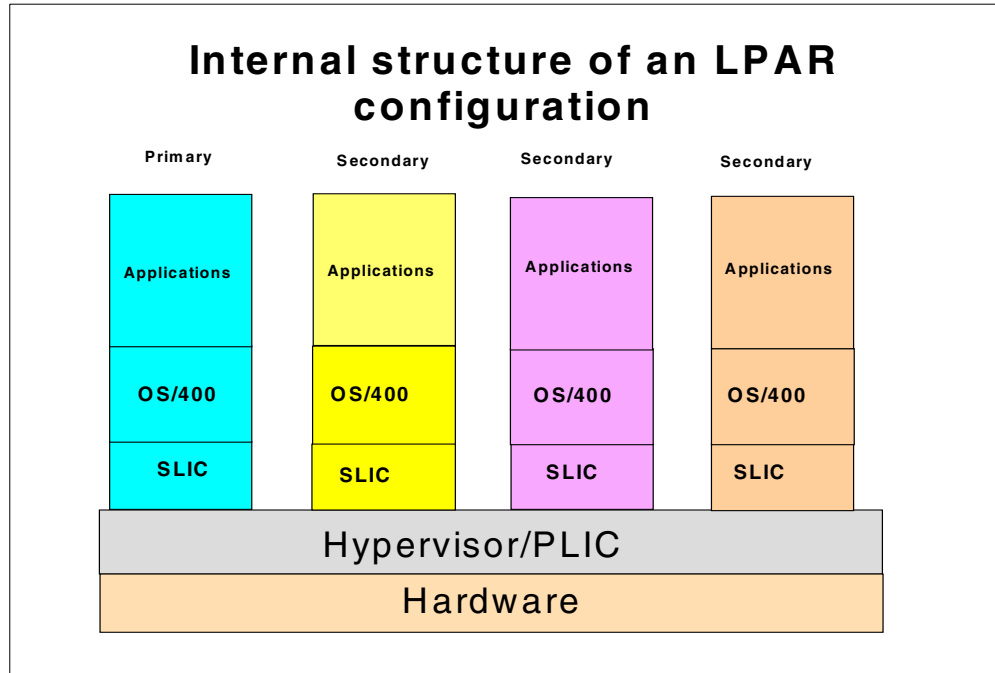 Internal structure of an LPAR
configuration
Primary Secondary Secondary Secondary
Applications Applications Applications Applications
OS/400 OS/400 OS/400 OS/400
SLIC SLIC SLIC SLIC
Hypervisor/PLIC
Hardware